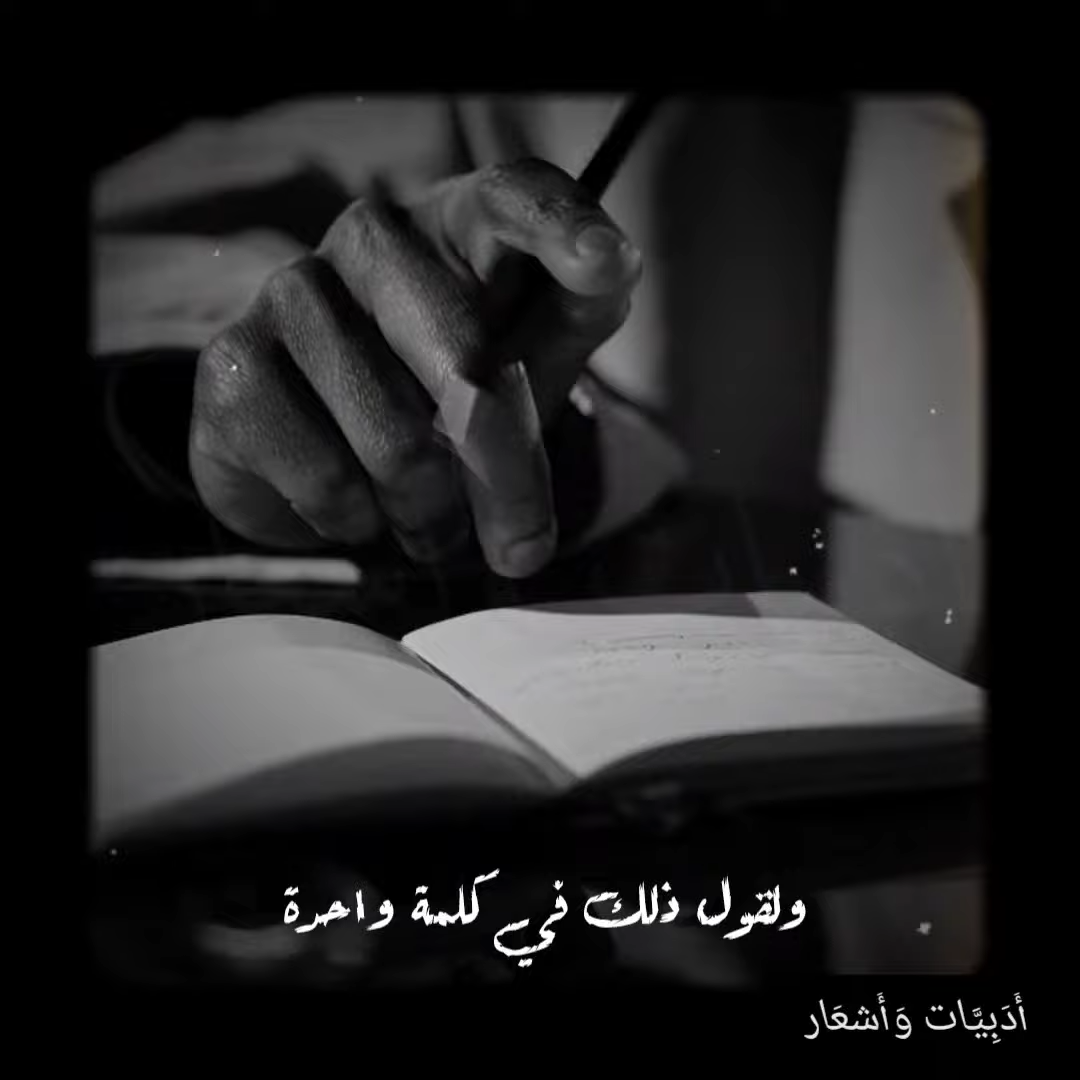 ولقول ذلك في كلمة واحدة
أَدَبِيَّات وَأَشعَار